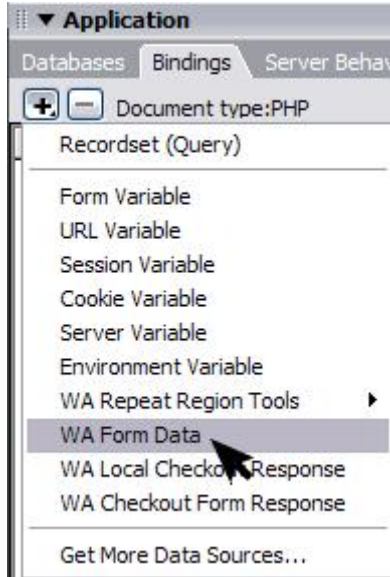 Application
Databases Bindings Server Behav
Document type:PHP
Recordset (Query)
Form Variable
URL Variable
Session Variable
Cookie Variable
Server Variable
Environment Variable
WA Repeat Region Tools
WA Form Data
WA Local Checkout Response
WA Checkout Form Response
Get More Data Sources...